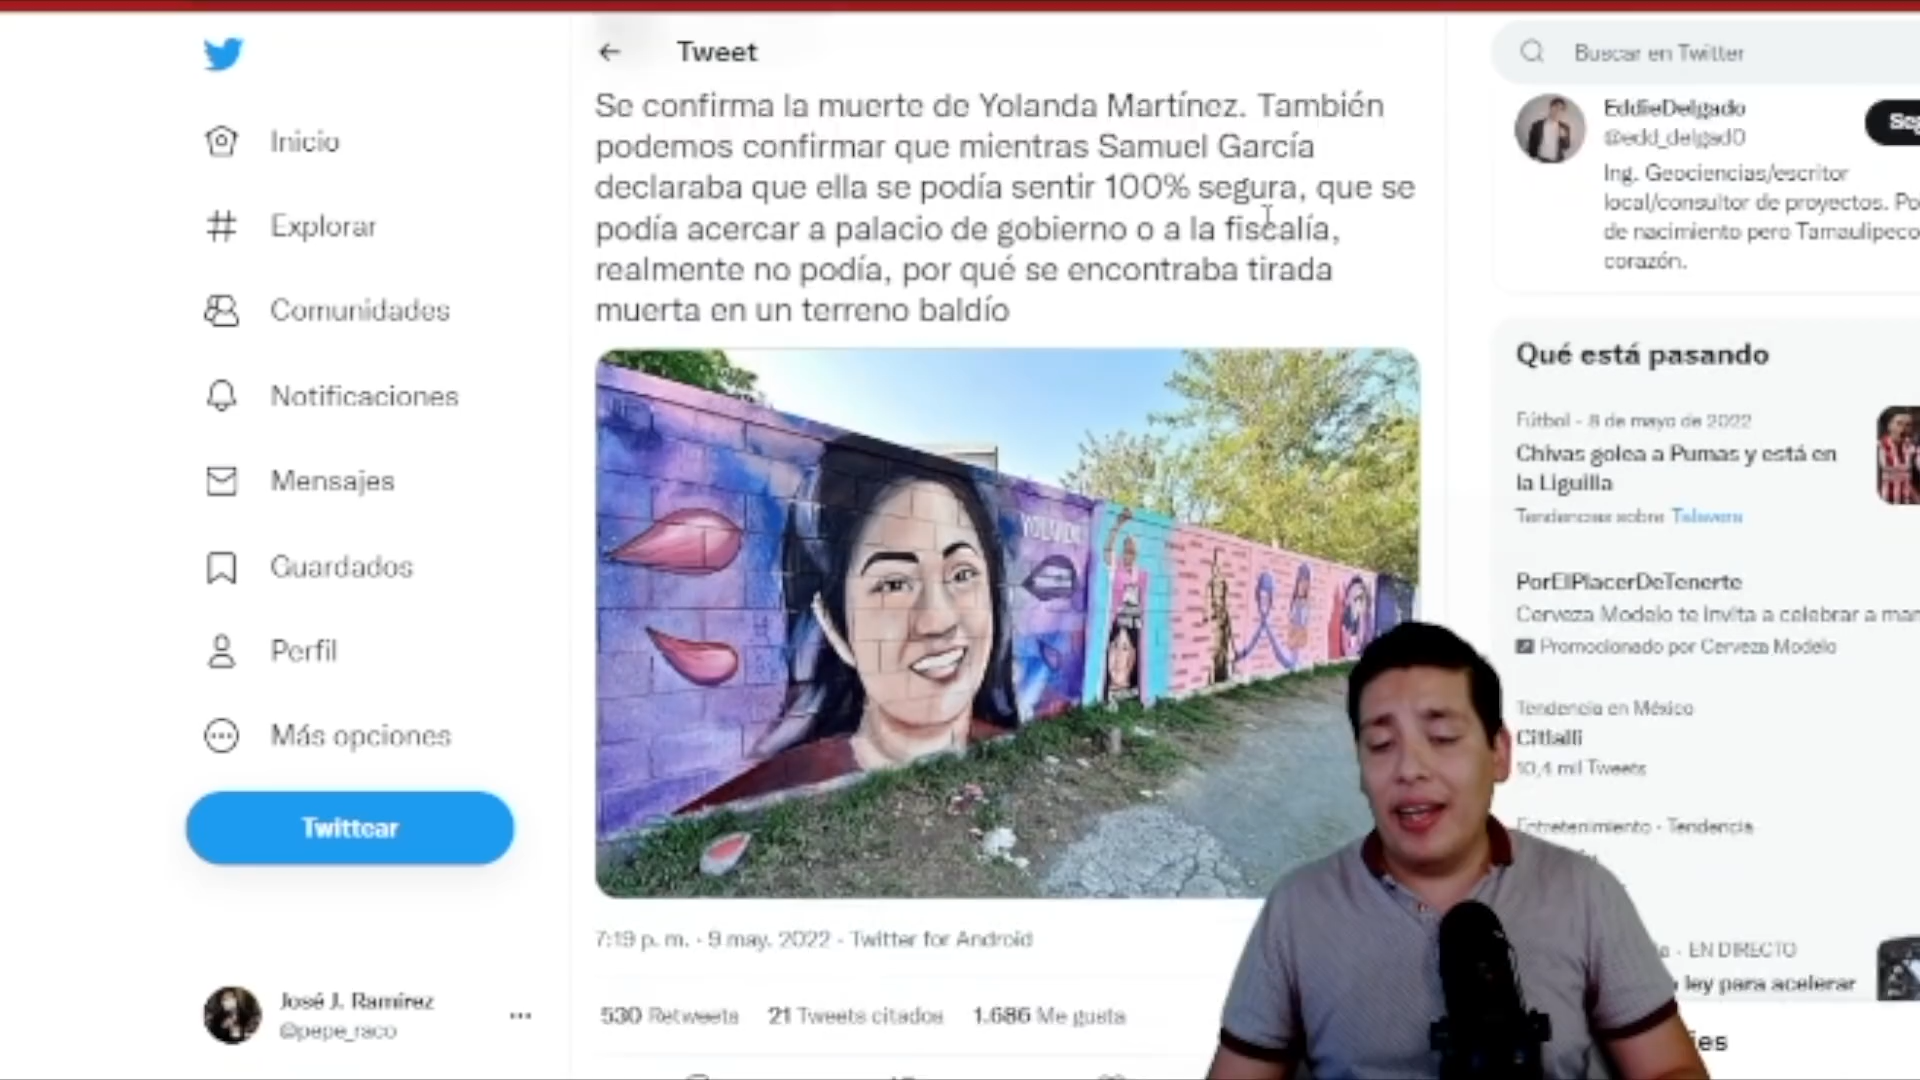 Tweet
Se confirma la muerte de Yolanda Martínez. También
podemos confirmar que mientras Samuel García
declaraba que ella se podía sentir 100% segura, que se
podía acercar a palacio de gobierno o a la fiscalía,
realmente no podía, por qué se encontraba tirada
muerta en un terreno baldío
7:19 p. m. · 9 may. 2022 · Twitter for Android
530 Retweets 21 Tweets citados 1.686 Me gusta
Inicio
Explorar
Comunidades
Notificaciones
Mensajes
Guardados
Perfil
Más opciones
Twittear
José J. Ramírez
@pepe_raco
Buscar en Twitter
EddieDelgado
@edd_delgad0
Ing. Geociencias/escritor
local/consultor de proyectos. Po
de nacimiento pero Tamaulipeco
corazón.
Qué está pasando
Fútbol · 8 de mayo de 2022
Chivas golea a Pumas y está en
la Liguilla
Tendencias sobre Talavera
PorElPlacerDeTenerte
Cerveza Modelo te invita a celebrar a mam
Promocionado por Cerveza Modelo
Tendencia en México
Citlalli
10,4 mil Tweets
Entretenimiento · Tendencia
EN DIRECTO
ley para acelerar